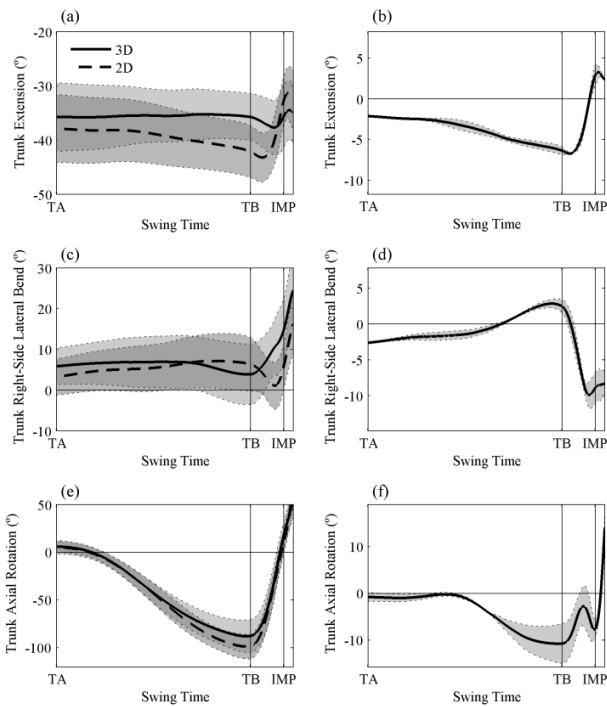 (a)
(b)
-20
-30
-40
-50
3D
2D
Trunk Extension (º)
TA
TB
IMP
Swing Time
5
0
-5
-10
Trunk Extension (º)
TA
TB
IMP
Swing Time
(c)
(d)
30
20
10
0
-10
Trunk Right-Side Lateral Bend (º)
TA
TB
IMP
Swing Time
5
0
-5
-10
Trunk Right-Side Lateral Bend (º)
TA
TB
IMP
Swing Time
(e)
(f)
50
0
-50
-100
Trunk Axial Rotation (º)
TA
TB
IMP
Swing Time
10
0
-10
Trunk Axial Rotation (º)
TA
TB
IMP
Swing Time